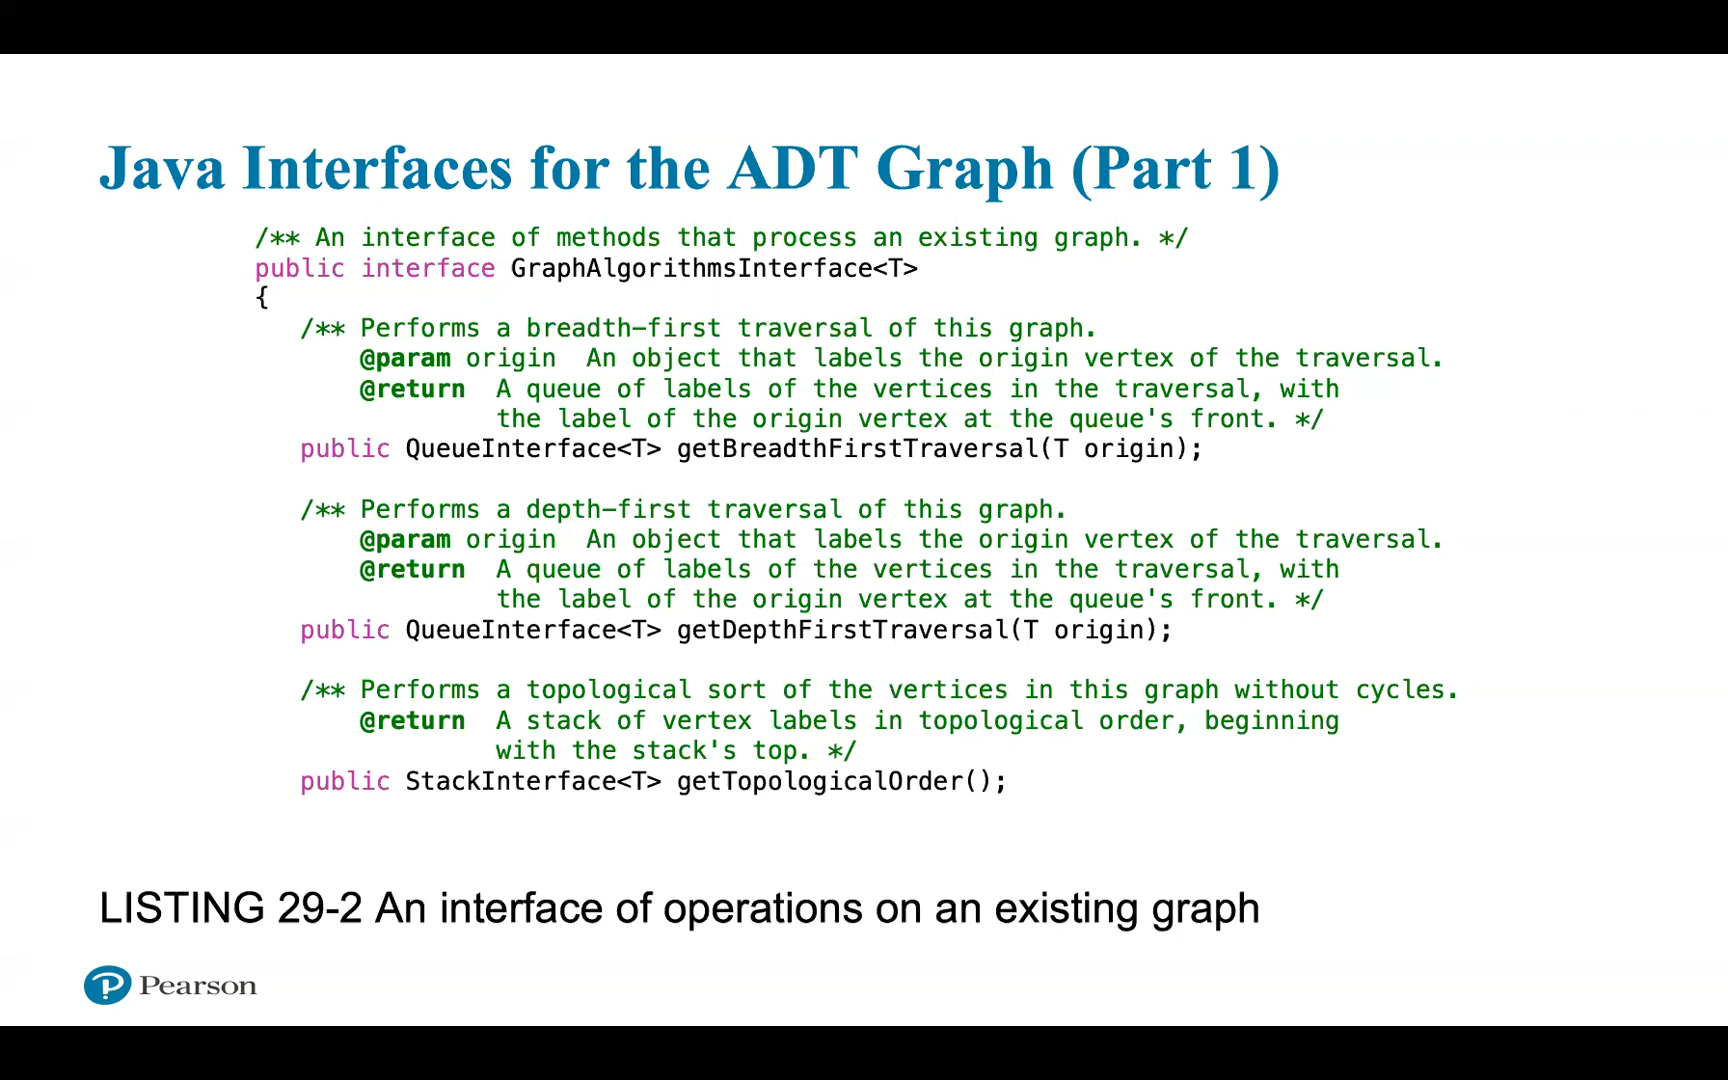 Java Interfaces for the ADT Graph (Part 1)
/** An interface of methods that process an existing graph. */
public interface GraphAlgorithmsInterface<T>
{
/** Performs a breadth-first traversal of this graph.
@param origin  An object that labels the origin vertex of the traversal.
@return  A queue of labels of the vertices in the traversal, with
the label of the origin vertex at the queue's front. */
public QueueInterface<T> getBreadthFirstTraversal(T origin);
/** Performs a depth-first traversal of this graph.
@param origin  An object that labels the origin vertex of the traversal.
@return  A queue of labels of the vertices in the traversal, with
the label of the origin vertex at the queue's front. */
public QueueInterface<T> getDepthFirstTraversal(T origin);
/** Performs a topological sort of the vertices in this graph without cycles.
@return  A stack of vertex labels in topological order, beginning
with the stack's top. */
public StackInterface<T> getTopologicalOrder();
LISTING 29-2 An interface of operations on an existing graph
Pearson